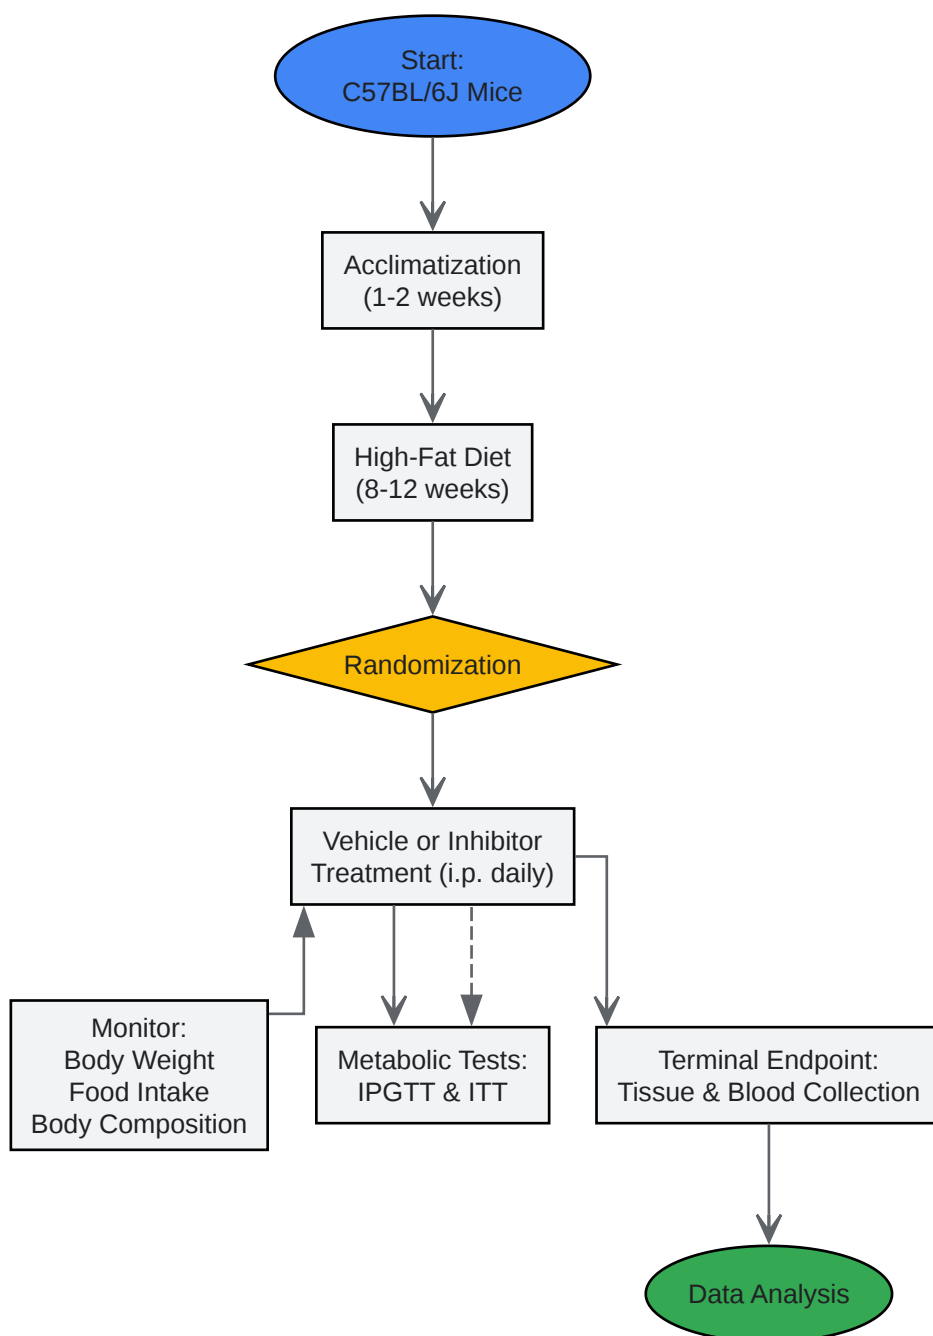 Start:
C57BL/6J Mice
Acclimatization
(1-2 weeks)
High-Fat Diet
(8-12 weeks)
Randomization
Vehicle or Inhibitor
Treatment (i.p. daily)
Monitor:
Body Weight
Food Intake
Body Composition
Metabolic Tests:
IPGTT & ITT
Terminal Endpoint:
Tissue & Blood Collection
Data Analysis